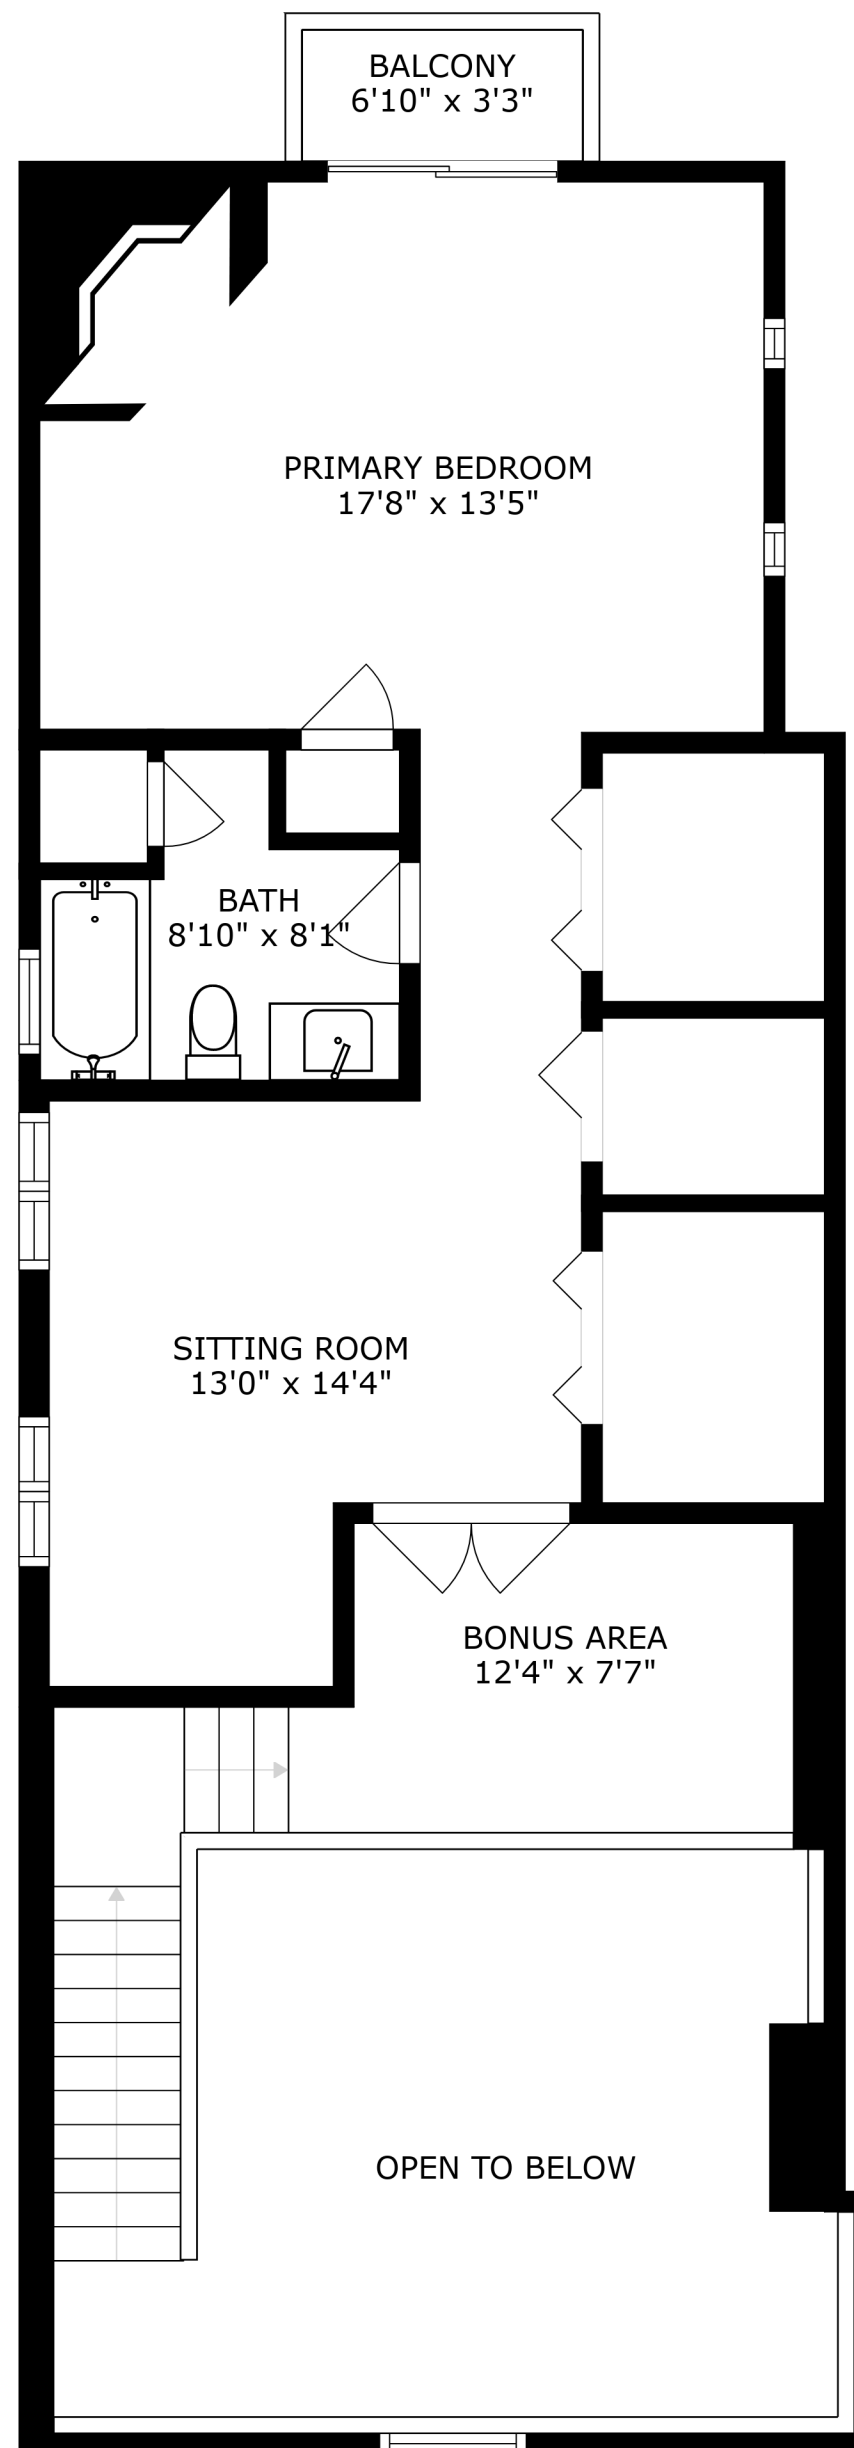 BALCONY
6'10" x 3'3"
PRIMARY BEDROOM
17'8" x 13'5"
BATH
8'10" x 8'1"
SITTING ROOM
13'0" x 14'4"
BONUS AREA
12'4" x 7'7"
OPEN TO BELOW